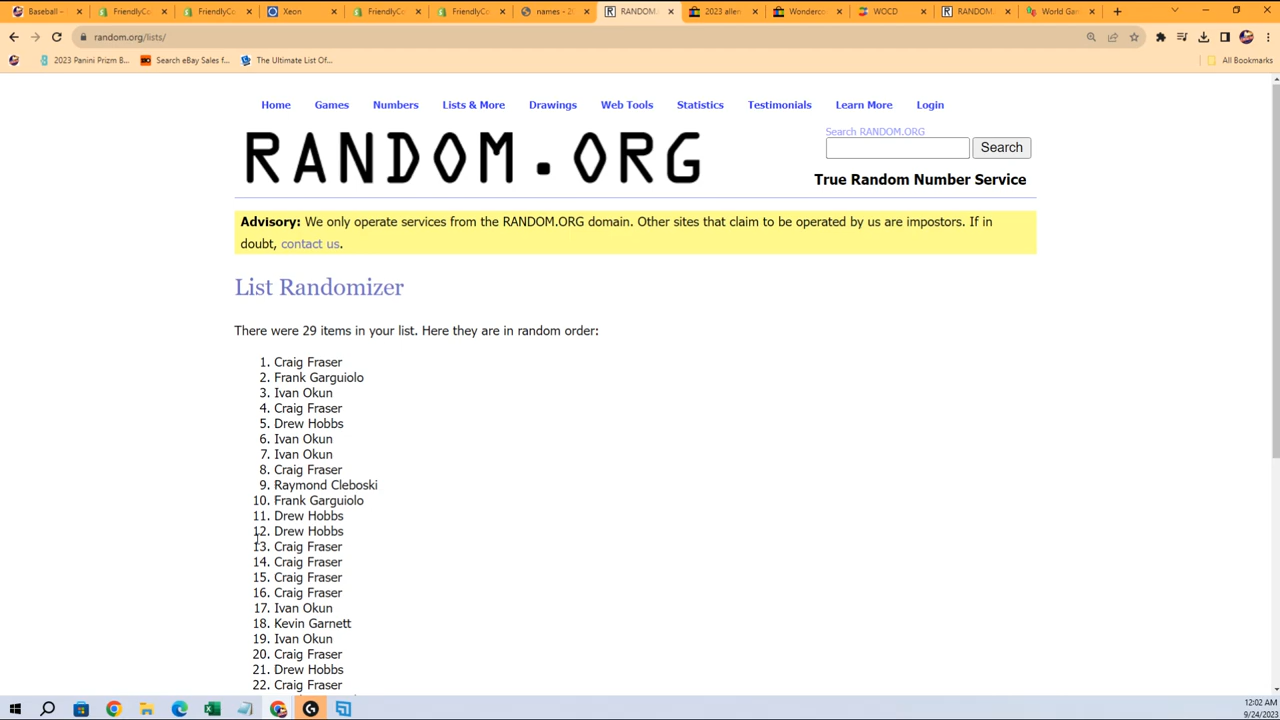 Baseball –
FriendlyCo
FriendlyCo
Xeon
FriendlyCo
FriendlyCo
names - 20
RANDOM.
2023 allen
Wonderco
WOCD
RANDOM.
World Gam
random.org/lists/
2023 Panini Prizm B...
Search eBay Sales f...
The Ultimate List Of...
All Bookmarks
Home Games Numbers Lists & More Drawings Web Tools Statistics Testimonials Learn More Login
RANDOM.ORG
Search RANDOM.ORG
Search
True Random Number Service
Advisory: We only operate services from the RANDOM.ORG domain. Other sites that claim to be operated by us are impostors. If in
doubt, contact us.
List Randomizer
There were 29 items in your list. Here they are in random order:
1. Craig Fraser
2. Frank Garguiolo
3. Ivan Okun
4. Craig Fraser
5. Drew Hobbs
6. Ivan Okun
7. Ivan Okun
8. Craig Fraser
9. Raymond Cleboski
10. Frank Garguiolo
11. Drew Hobbs
12. Drew Hobbs
13. Craig Fraser
14. Craig Fraser
15. Craig Fraser
16. Craig Fraser
17. Ivan Okun
18. Kevin Garnett
19. Ivan Okun
20. Craig Fraser
21. Drew Hobbs
22. Craig Fraser
12:02 AM
9/24/2023